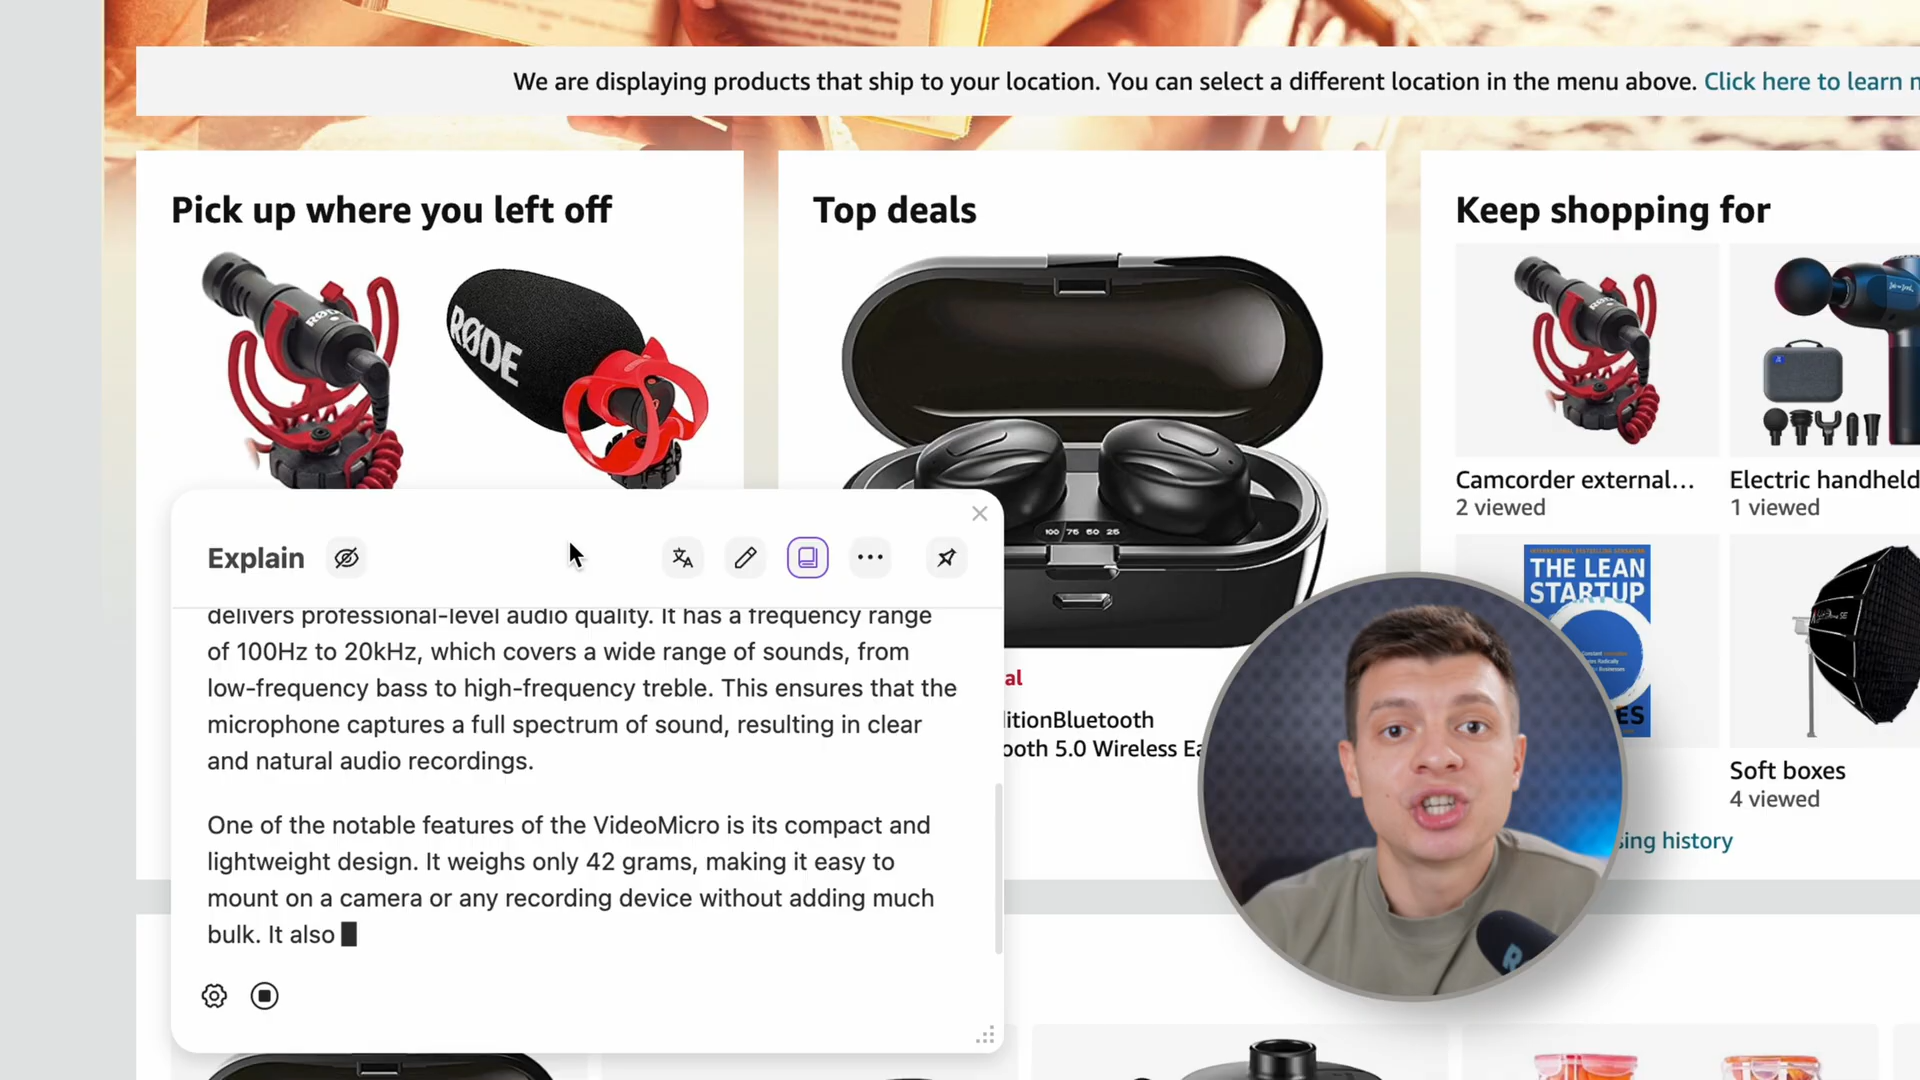 We are displaying products that ship to your location. You can select a different location in the menu above. Click here to learn
Pick up where you left off
Top deals
Keep shopping for
RØDE
RØDE
100 75 50 25
Camcorder external...
2 viewed
Electric handheld
1 viewed
THE LEAN
STARTUP
Soft boxes
4 viewed
Explain
delivers professional-level audio quality. It has a frequency range
of 100Hz to 20kHz, which covers a wide range of sounds, from
low-frequency bass to high-frequency treble. This ensures that the
microphone captures a full spectrum of sound, resulting in clear
and natural audio recordings.
One of the notable features of the VideoMicro is its compact and
lightweight design. It weighs only 42 grams, making it easy to
mount on a camera or any recording device without adding much
bulk. It also
al
itionBluetooth
ooth 5.0 Wireless Ea
sing history